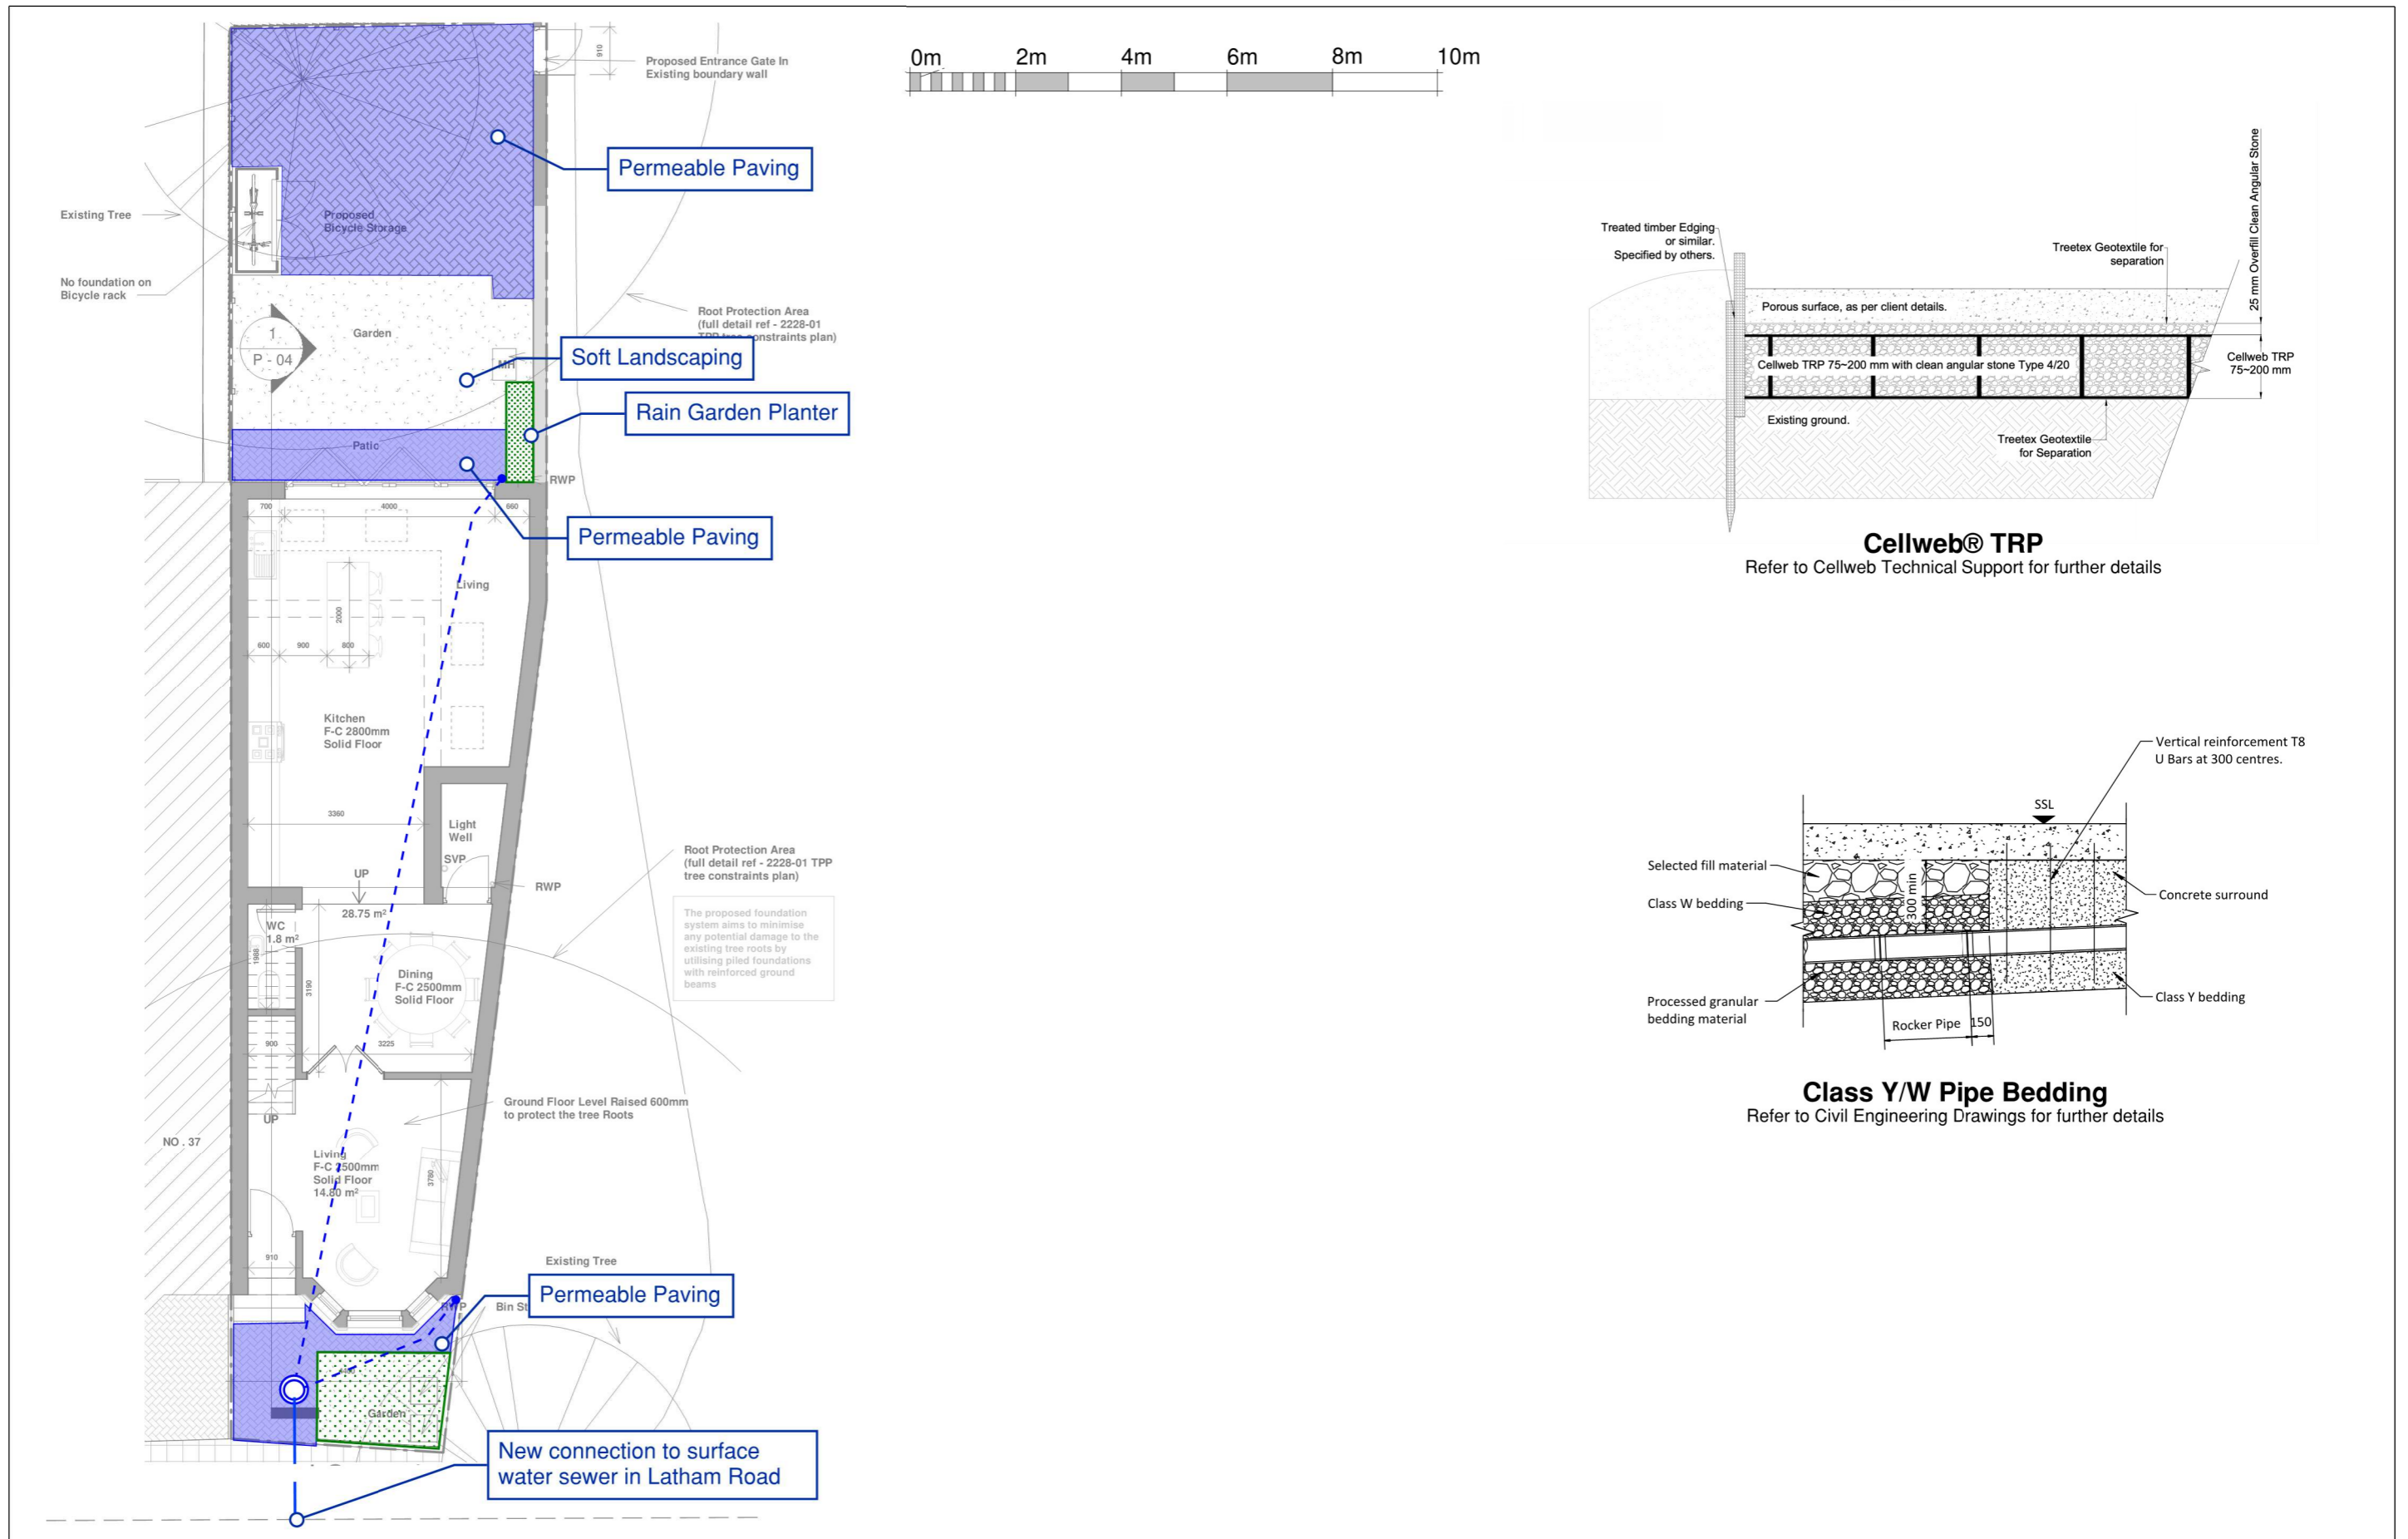 0m 2m 4m 6m 8m 10m
910
Proposed Entrance Gate In
Existing boundary wall
Permeable Paving
Existing Tree
Proposed
Bicycle Storage
No foundation on
Bicycle rack
Root Protection Area
(full detail ref - 2228-01
TPP tree constraints plan)
1
P - 04
Garden
Soft Landscaping
MH
Rain Garden Planter
Patio
RWP
700 4000 660
Permeable Paving
Living
2000
600 900 800
Kitchen
F-C 2800mm
Solid Floor
3360
Light
Well
SVP
UP
RWP
28.75 m²
WC
1.8 m²
1988
3190
Root Protection Area
(full detail ref - 2228-01 TPP
tree constraints plan)
The proposed foundation
system aims to minimise
any potential damage to the
existing tree roots by
utilising piled foundations
with reinforced ground
beams
Dining
F-C 2500mm
Solid Floor
900
3225
Ground Floor Level Raised 600mm
to protect the tree Roots
UP
NO . 37
Living
F-C 2500mm
Solid Floor
14.80 m²
3780
910
Existing Tree
Permeable Paving
RWP
Bin St
Garden
New connection to surface
water sewer in Latham Road
25 mm Overfill Clean Angular Stone
Treated timber Edging
or similar.
Specified by others.
Treetex Geotextile for
separation
Porous surface, as per client details.
Cellweb TRP 75~200 mm with clean angular stone Type 4/20
Cellweb TRP
75~200 mm
Existing ground.
Treetex Geotextile
for Separation
Cellweb® TRP
Refer to Cellweb Technical Support for further details
Vertical reinforcement T8
U Bars at 300 centres.
SSL
Selected fill material
300 min
Class W bedding
Concrete surround
Processed granular
bedding material
Class Y bedding
Rocker Pipe 150
Class Y/W Pipe Bedding
Refer to Civil Engineering Drawings for further details